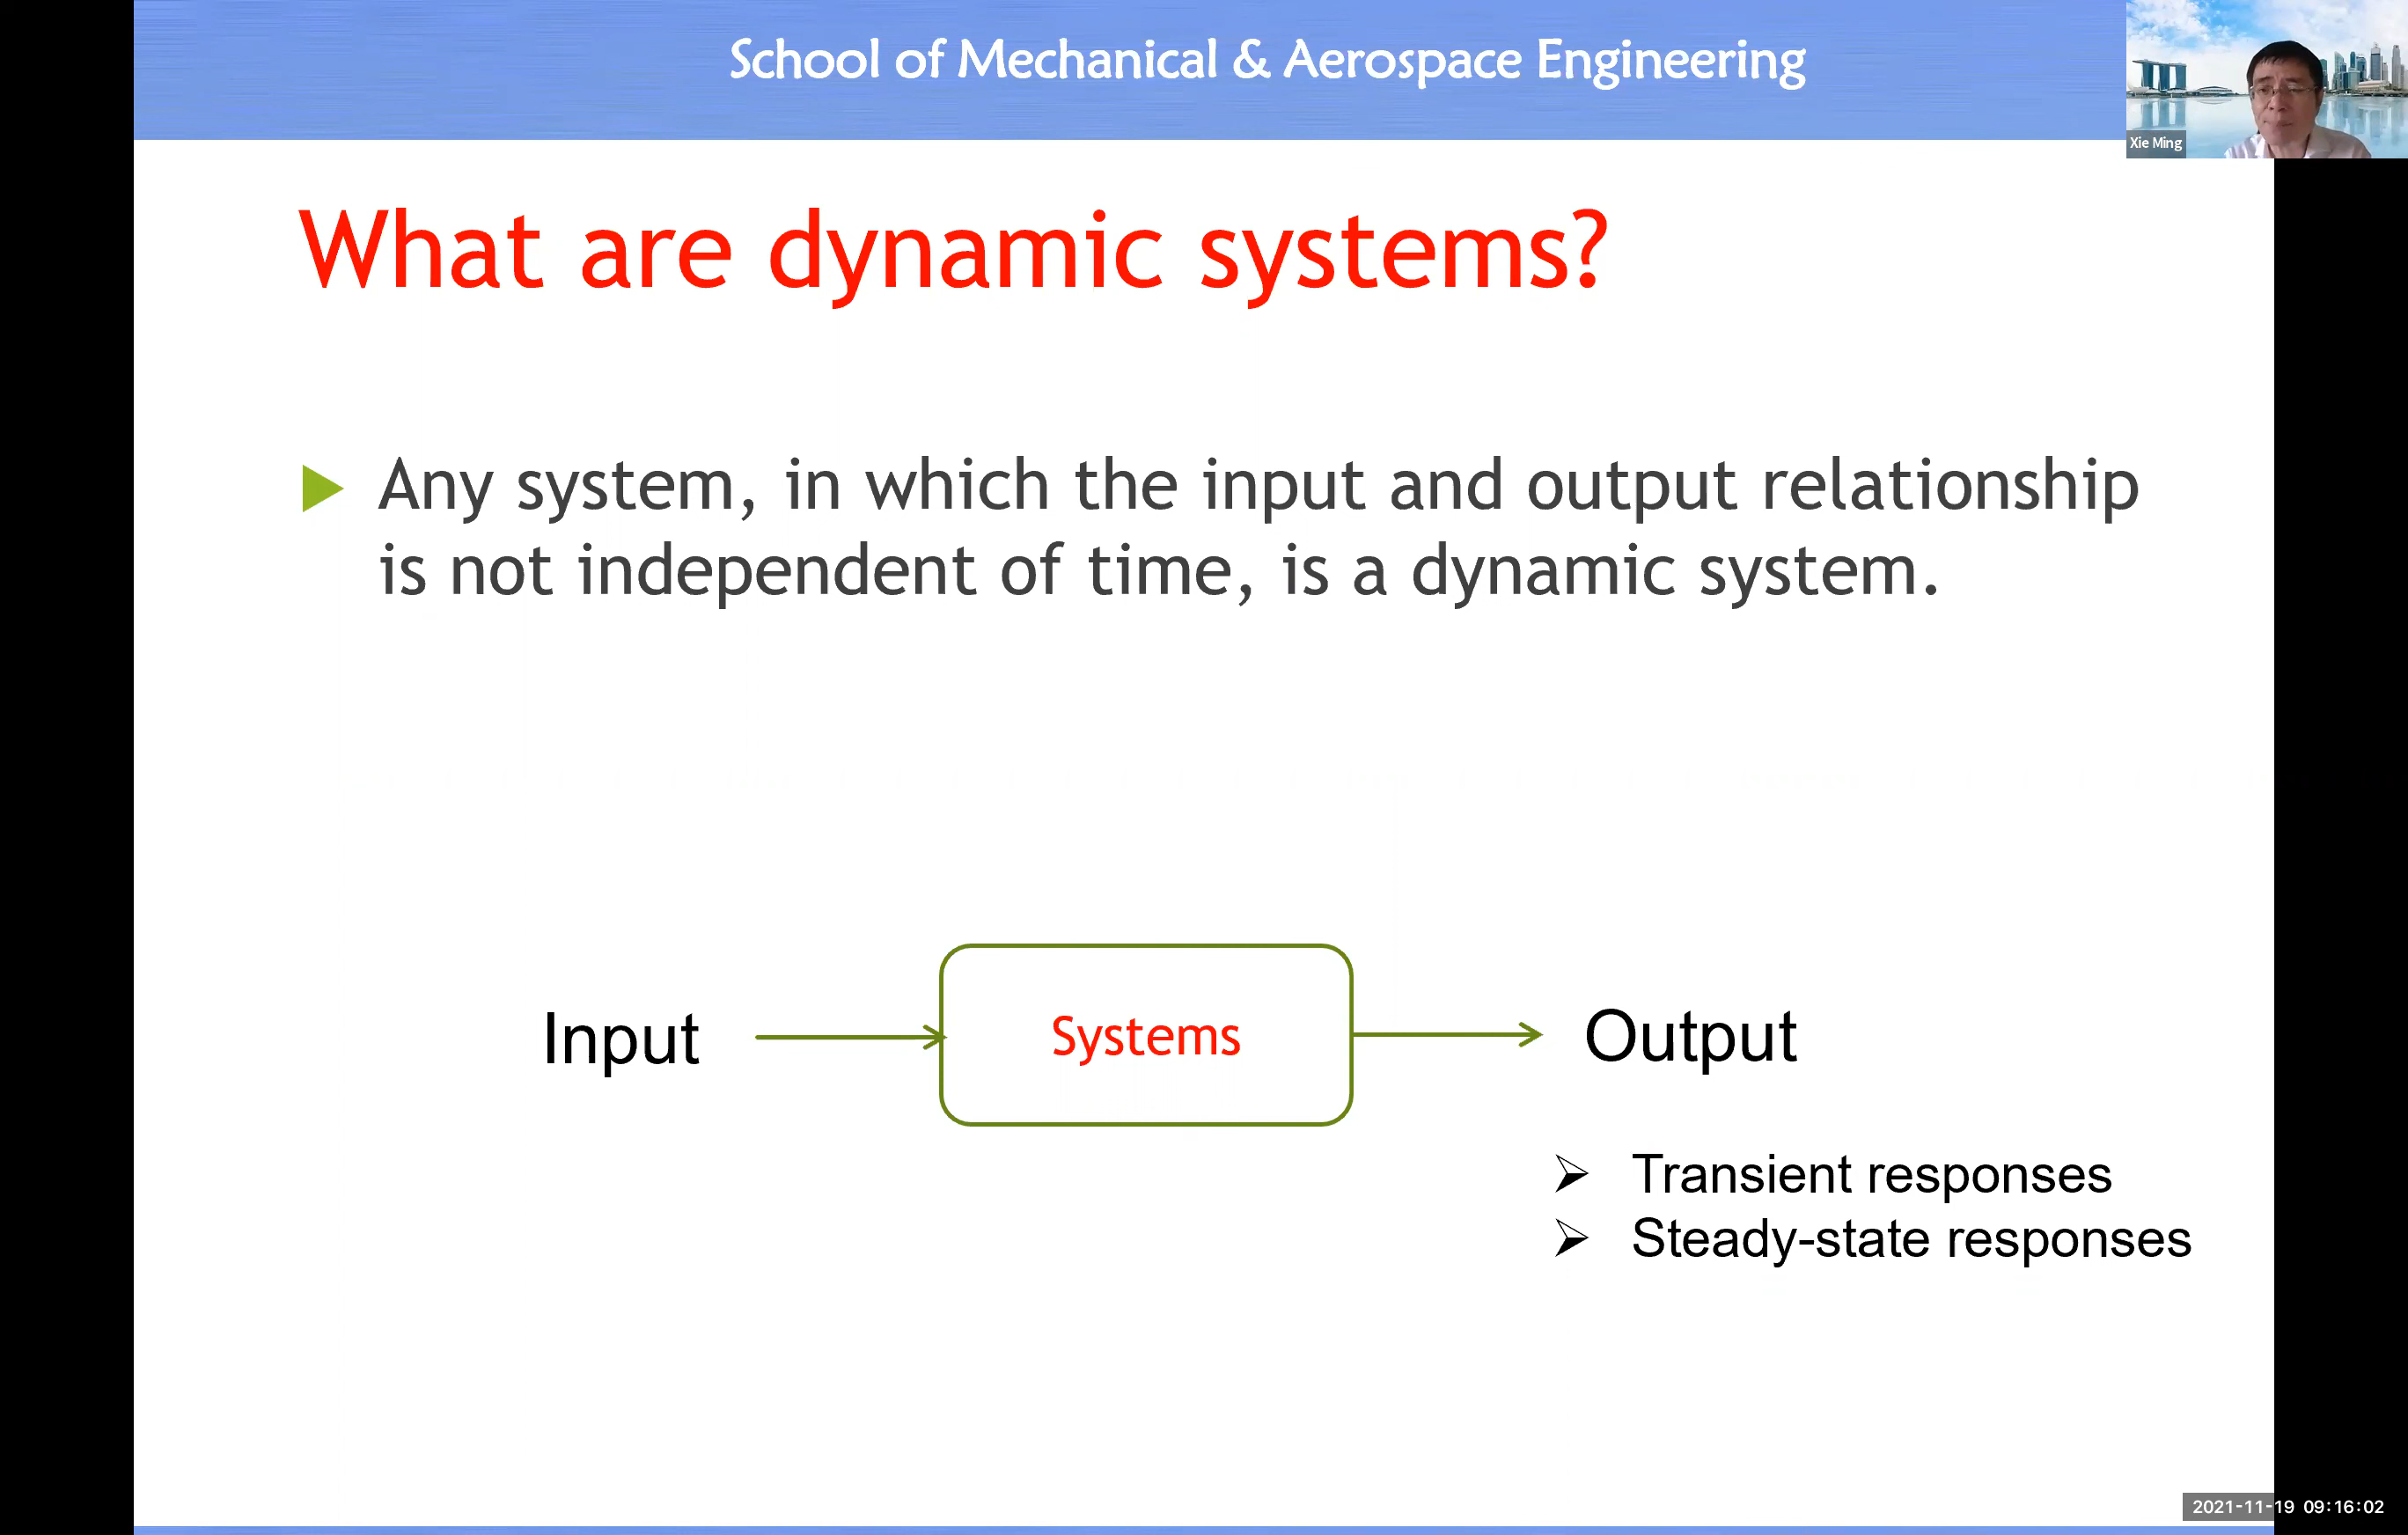 School of Mechanical & Aerospace Engineering
Xie Ming
What are dynamic systems?
Any system, in which the input and output relationship
is not independent of time, is a dynamic system.
Input
Systems
Output
Transient responses
Steady-state responses
2021-11-19 09:16:02